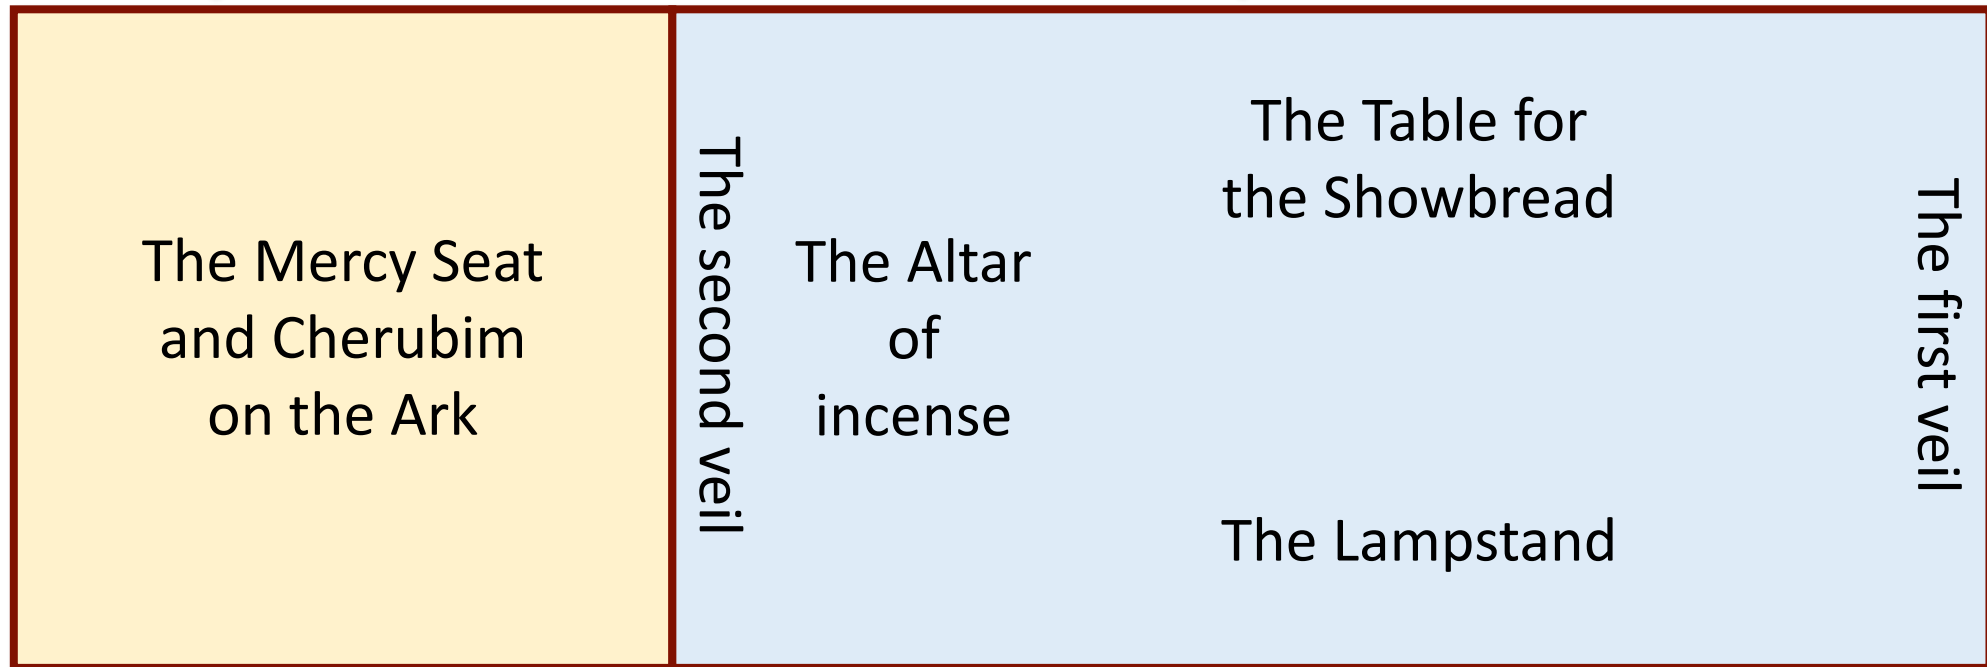 The Mercy Seat
and Cherubim
on the Ark
The second veil
The Altar
of
incense
The Table for
the Showbread
The Lampstand
The first veil